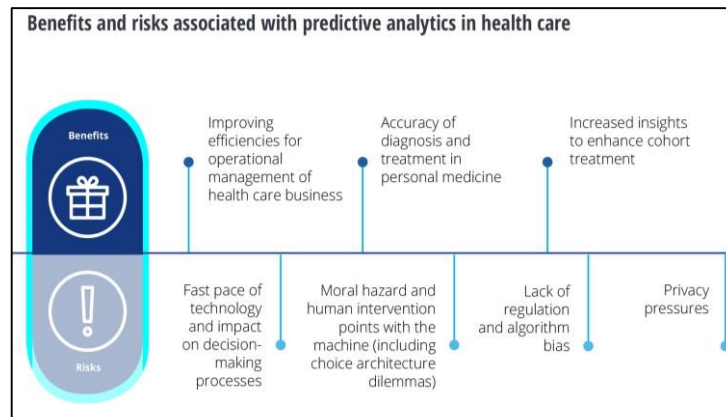 Benefits and risks associated with predictive analytics in health care
Benefits
Improving
efficiencies for
operational
management of
health care business
Accuracy of
diagnosis and
treatment in
personal medicine
Increased insights
to enhance cohort
treatment
Risks
Fast pace of
technology
and impact
on decision-
making
processes
Moral hazard and
human intervention
points with the
machine (including
choice architecture
dilemmas)
Lack of
regulation
and algorithm
bias
Privacy
pressures